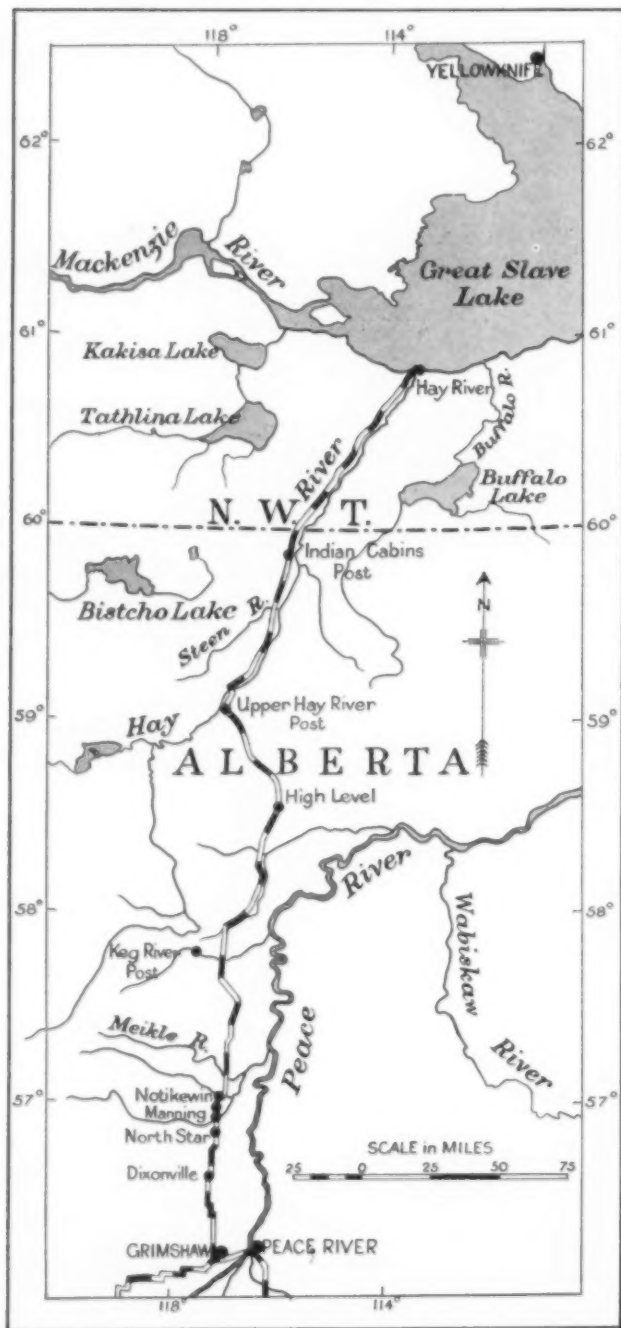 118° 114°
YELLOWKNIFE
62° 62°
Mackenzie River
Great Slave
Lake
61° 61°
Kakisa Lake
Hay River
Tathlina Lake
Buffalo R.
River
Buffalo
Lake
N. W. T.
60° 60°
Indian Cabins
Post
Bistcho Lake
Steen R.
N
59° 59°
Upper Hay River
Post
Hay
ALBERTA
High Level
River
58° 58°
Keg River
Post
Wabiskaw
River
Meikle R.
Peace
57° 57°
Notikewin
Manning
North Star
SCALE in MILES
25 0 25 50 75
Dixonville
GRIMSHAW
PEACE RIVER
118° 114°